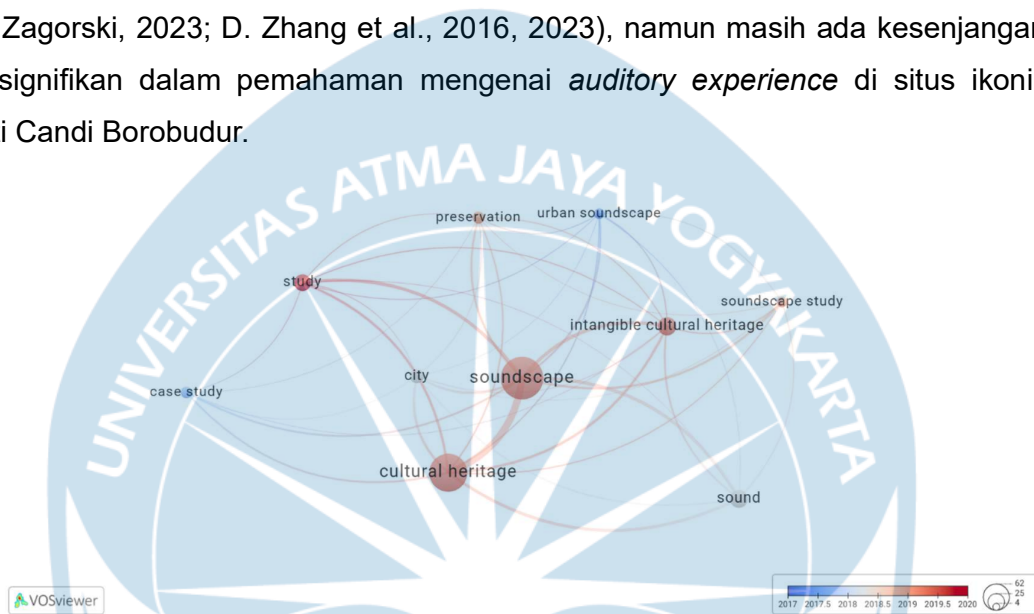 Zagorski, 2023; D. Zhang et al., 2016, 2023), namun masih ada kesenjangan
signifikan dalam pemahaman mengenai auditory experience di situs ikoni
i Candi Borobudur.
UNIVERSITAS ATMA JAYA YOGYAKARTA
preservation
urban soundscape
study
soundscape study
intangible cultural heritage
city
soundscape
case study
cultural heritage
sound
VOSviewer
2017 2017.5 2018 2018.5 2019 2019.5 2020
62
25
4